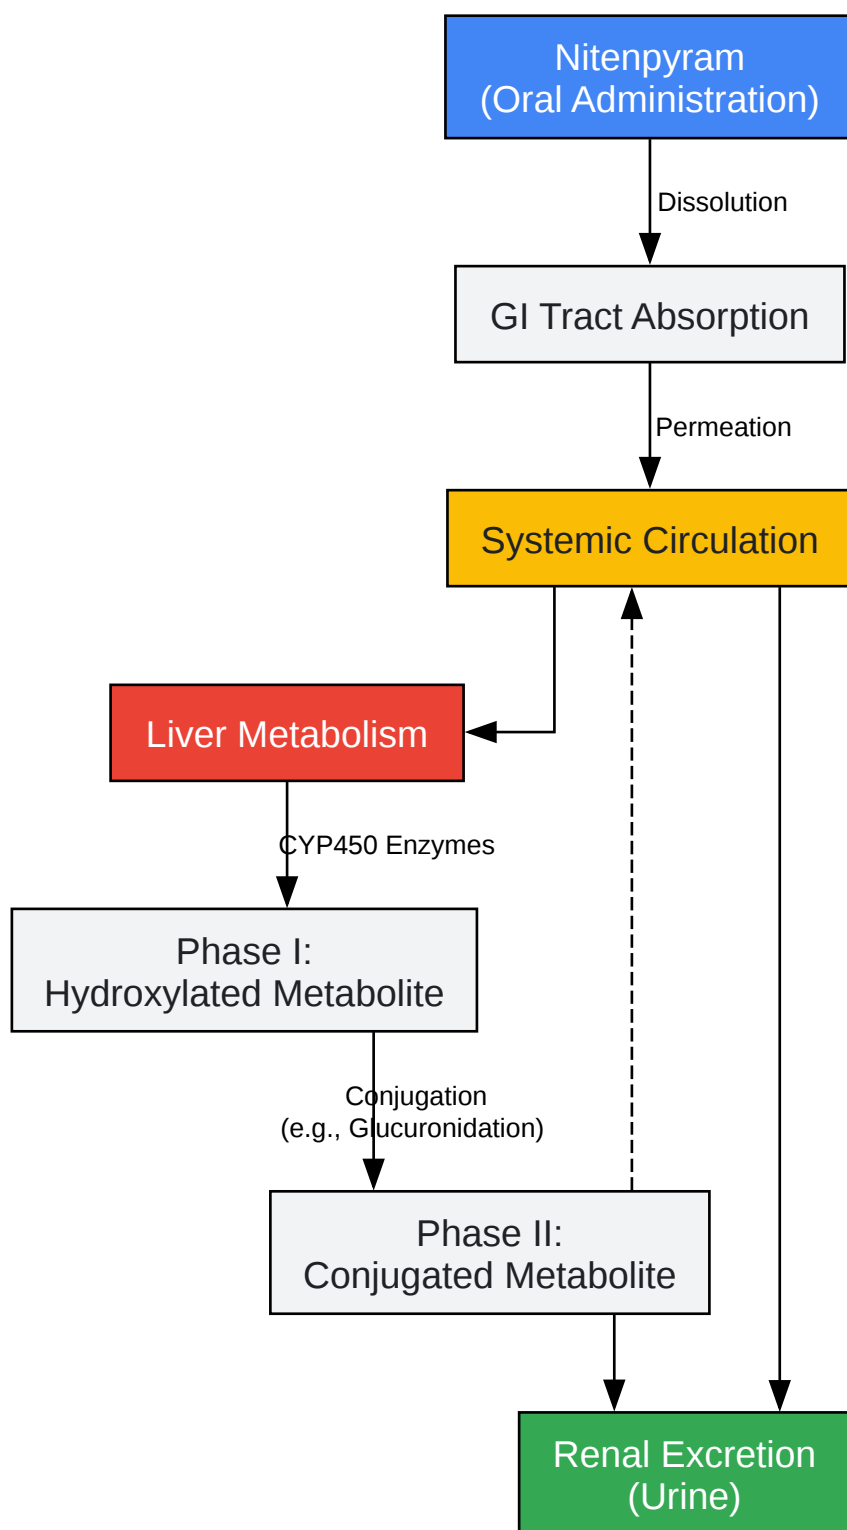 Nitenpyram
(Oral Administration)
Dissolution
GI Tract Absorption
Permeation
Systemic Circulation
Liver Metabolism
CYP450 Enzymes
Phase I:
Hydroxylated Metabolite
Conjugation
(e.g., Glucuronidation)
Phase II:
Conjugated Metabolite
Renal Excretion
(Urine)